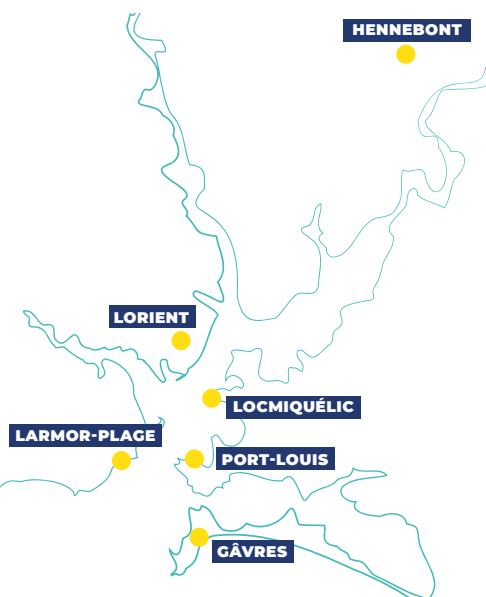 HENNEBONT
LORIENT
LOCMIQUÉLIC
LARMOR-PLAGE
PORT-LOUIS
GÂVRES